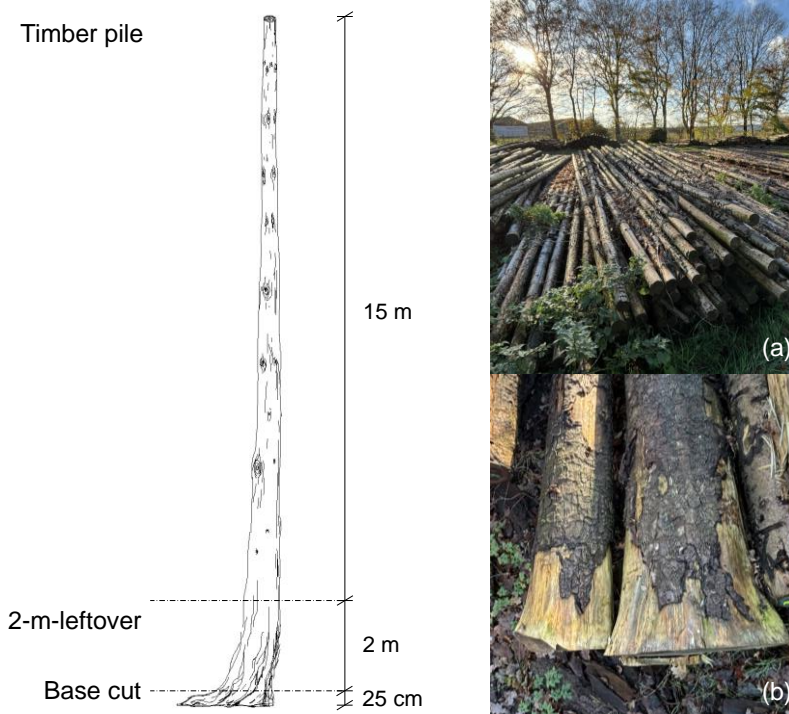 Timber pile
15 m
2-m-leftover
2 m
Base cut
25 cm
(a)
(b)